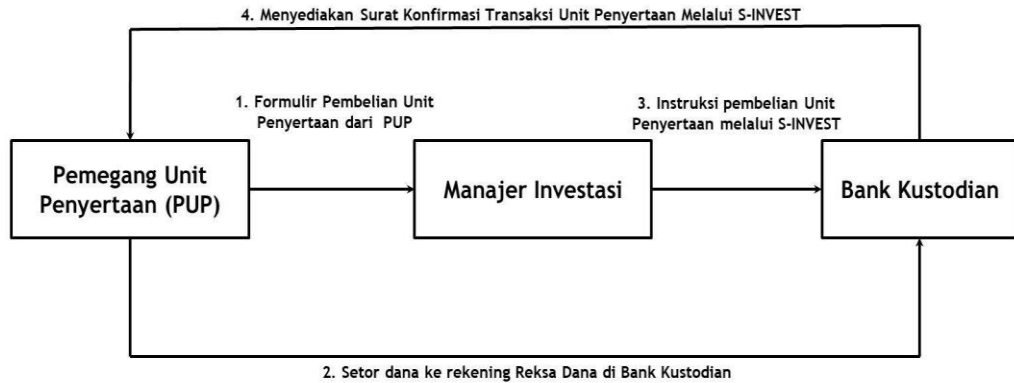 4. Menyediakan Surat Konfirmasi Transaksi Unit Penyertaan Melalui S-INVEST
1. Formulir Pembelian Unit
Penyertaan dari PUP
3. Instruksi pembelian Unit
Penyertaan melalui S-INVEST
Pemegang Unit
Penyertaan (PUP)
Manajer Investasi
Bank Kustodian
2. Setor dana ke rekening Reksa Dana di Bank Kustodian